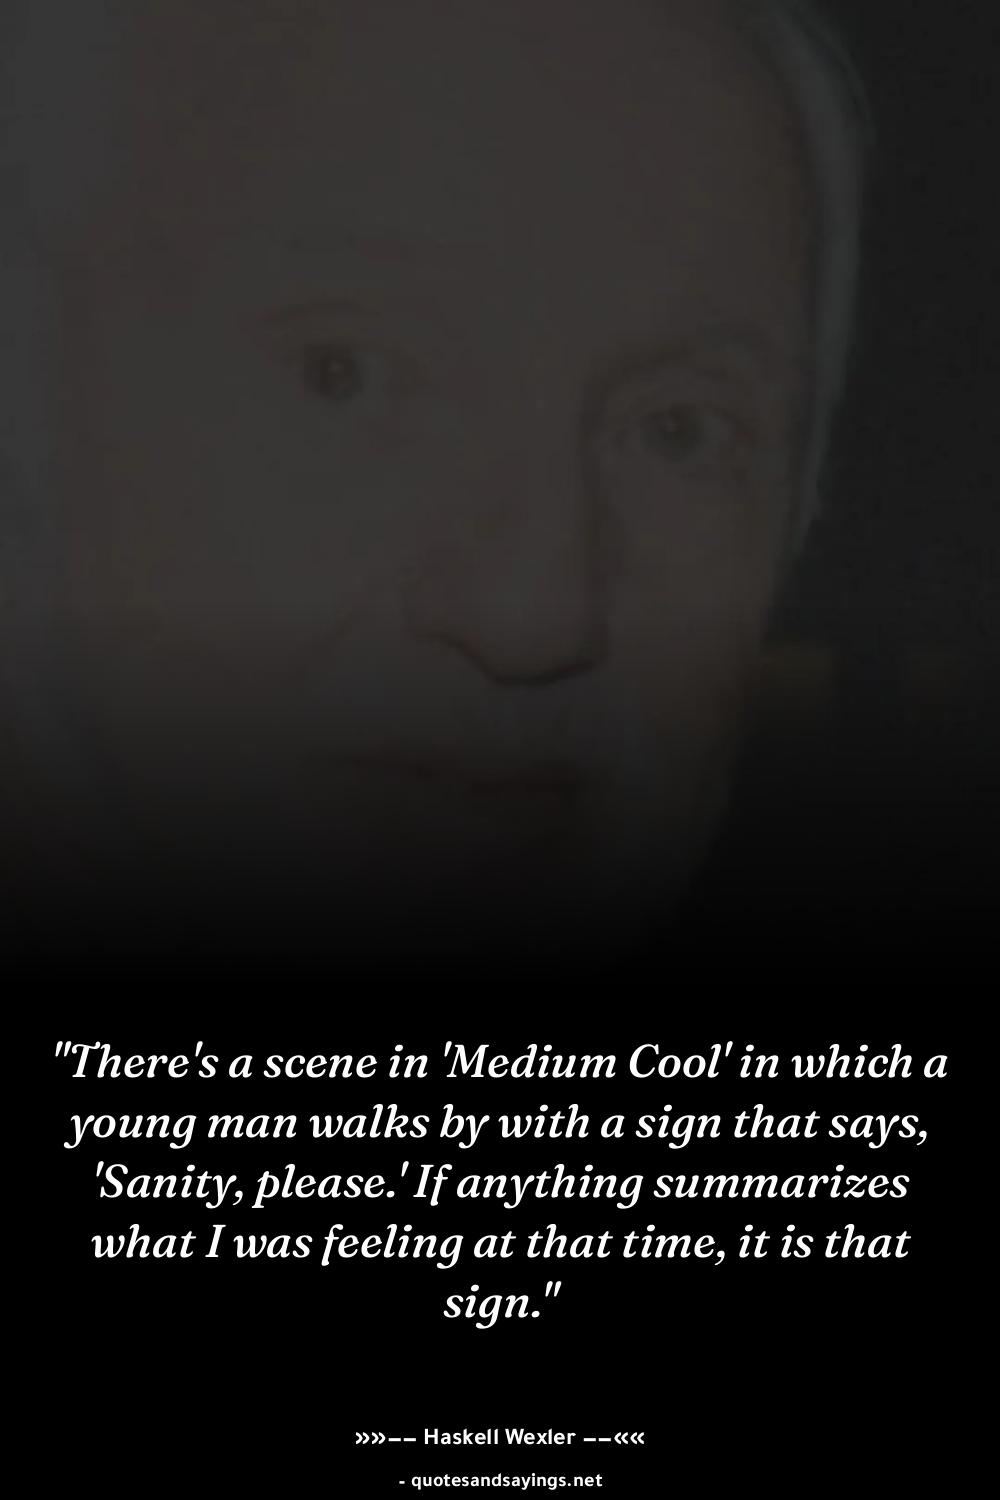 "There's a scene in 'Medium Cool' in which a
young man walks by with a sign that says,
'Sanity, please.' If anything summarizes
what I was feeling at that time, it is that
sign."
»»−− Haskell Wexler −−««
- quotesandsayings.net